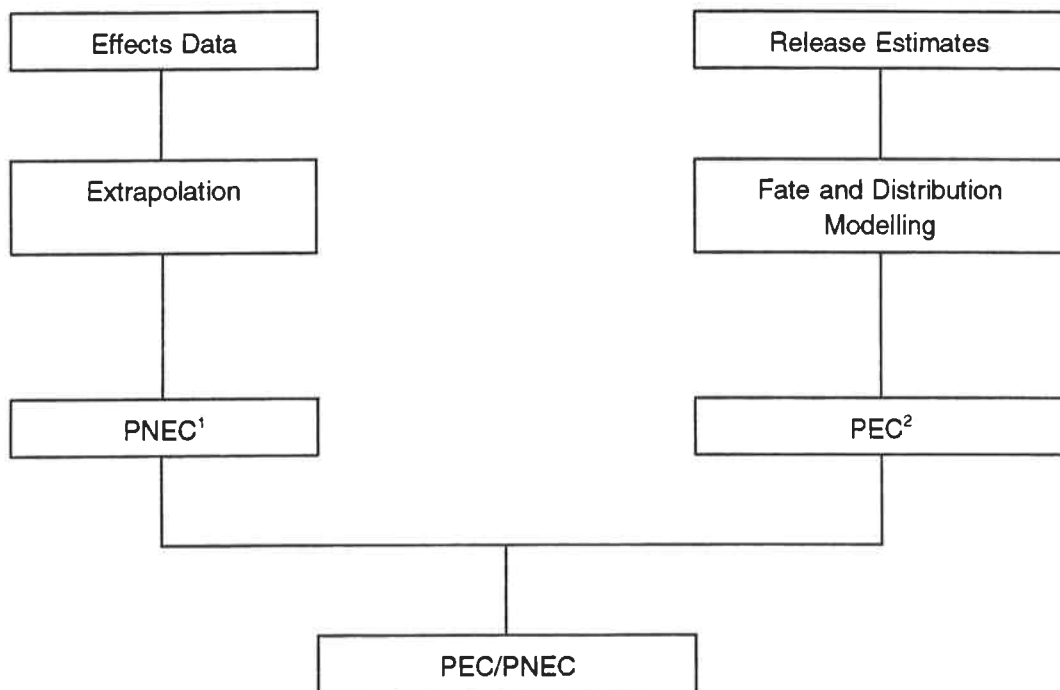 Effects Data
Release Estimates
Extrapolation
Fate and Distribution
Modelling
PNEC¹
PEC²
PEC/PNEC